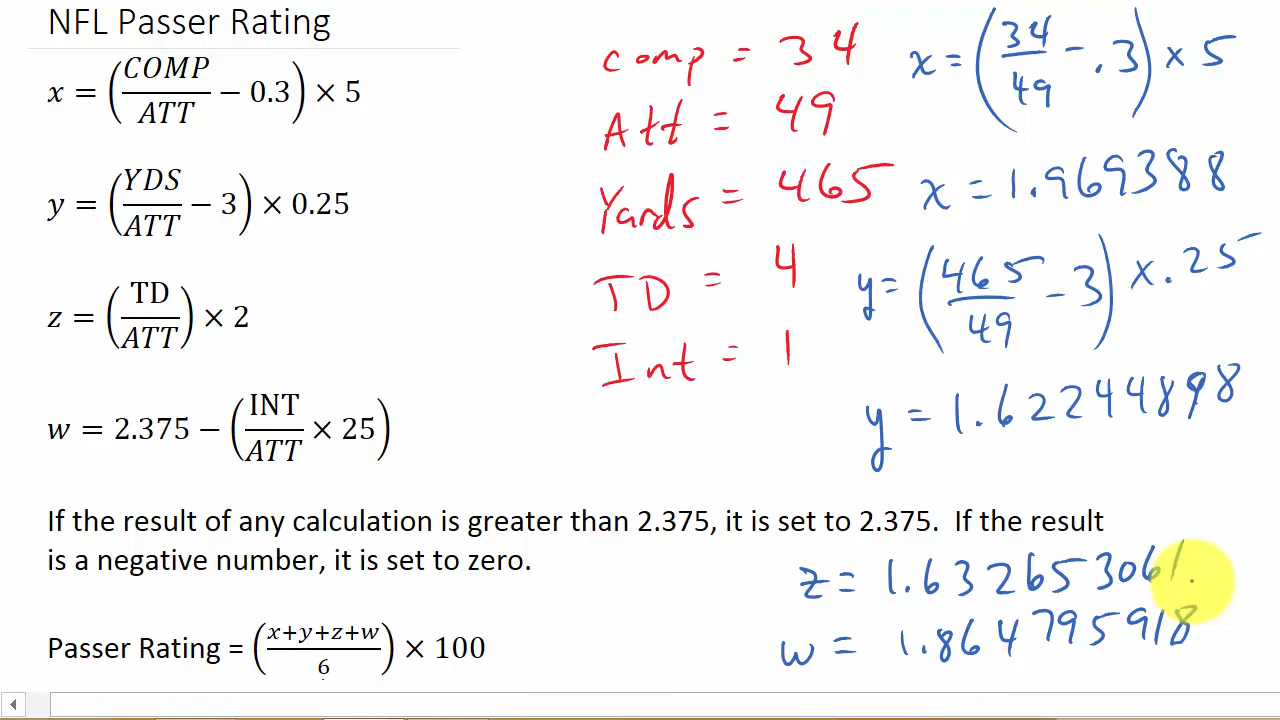 NFL Passer Rating
x = (COMP/ATT − 0.3) × 5
y = (YDS/ATT − 3) × 0.25
z = (TD/ATT) × 2
w = 2.375 − (INT/ATT × 25)
If the result of any calculation is greater than 2.375, it is set to 2.375. If the result
is a negative number, it is set to zero.
Passer Rating = (x+y+z+w/6) × 100
comp = 34
Att = 49
Yards = 465
TD = 4
Int = 1
x = (34/49 - .3) × 5
x = 1.969388
y = (465/49 - 3) × .25
y = 1.62244898
z = 1.632653061
w = 1.864795918